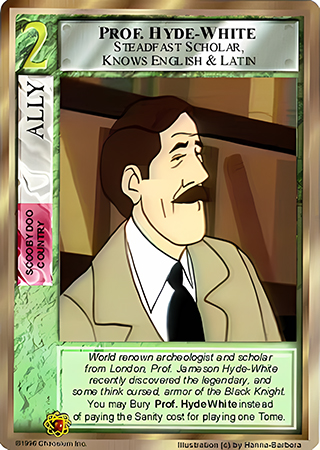 2
PROF. HYDE-WHITE
STEADFAST SCHOLAR,
KNOWS ENGLISH & LATIN
ALLY
SCOOBY DOO
COUNTRY
World renown archeologist and scholar
from London, Prof. Jameson Hyde-White
recently discovered the legendary, and
some think cursed, armor of the Black Knight.
You may Bury Prof. Hyde White instead
of paying the Sanity cost for playing one Tome.
©1996 Chaosium Inc.
Illustration (c) by Hanna-Barbera